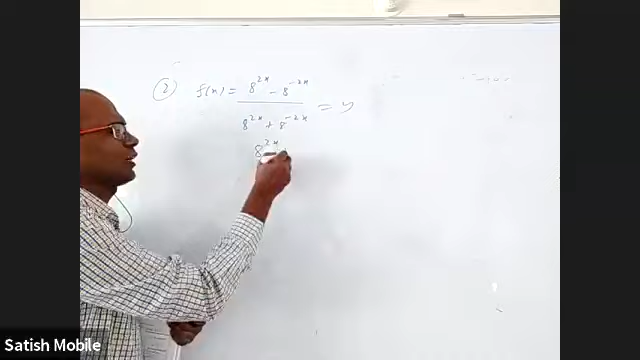 ② f(x) = 8^{2x} - 8^{-2x} / 8^{2x} + 8^{-2x} = y
8^{2x}
Satish Mobile